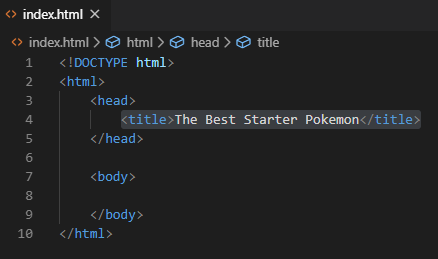 index.html ×
index.html > html > head > title
1 <!DOCTYPE html>
2 <html>
3     <head>
4         <title>The Best Starter Pokemon</title>
5     </head>
6
7     <body>
8
9     </body>
10 </html>